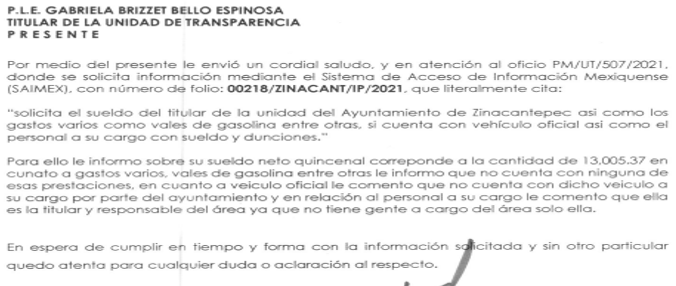 P.L.E. GABRIELA BRIZZET BELLO ESPINOSA
TITULAR DE LA UNIDAD DE TRANSPARENCIA
P R E S E N T E
Por medio del presente le envió un cordial saludo, y en atención al oficio PM/UT/507/2021,
donde se solicita información mediante el Sistema de Acceso de Información Mexiquense
(SAIMEX), con número de folio: 00218/ZINACANT/IP/2021, que literalmente cita:
"solicita el sueldo del titular de la unidad del Ayuntamiento de Zinacantepec asi como los
gastos varios como vales de gasolina entre otras, si cuenta con vehículo oficial asi como el
personal a su cargo con sueldo y dunciones."
Para ello le informo sobre su sueldo neto quincenal correponde a la cantidad de 13,005.37 en
cunato a gastos varios, vales de gasolina entre otras le informo que no cuenta con ninguna de
esas prestaciones, en cuanto a veiculo oficial le comento que no cuenta con dicho veiculo a
su cargo por parte del ayuntamiento y en relación al personal a su cargo le comento que ella
es la titular y responsable del área ya que no tiene gente a cargo del área solo ella.
En espera de cumplir en tiempo y forma con la información solicitada y sin otro particular
quedo atenta para cualquier duda o aclaración al respecto.